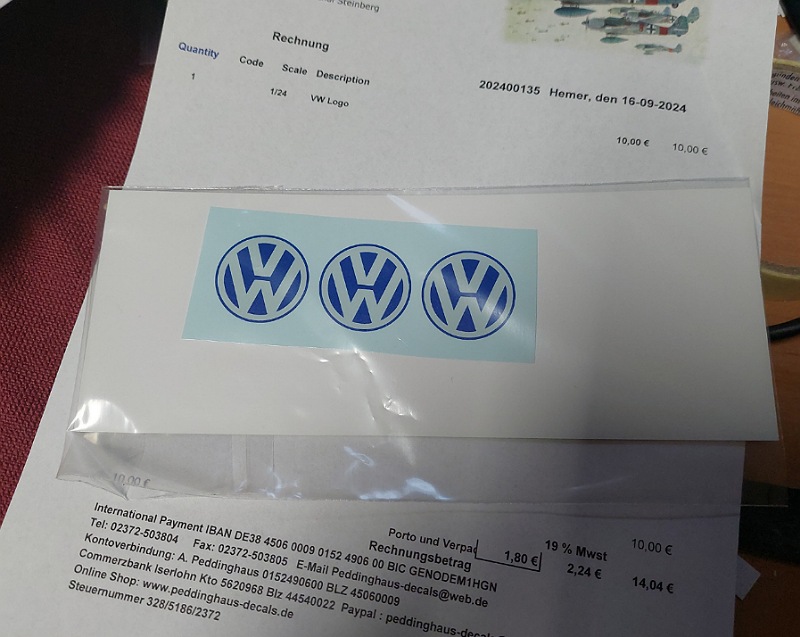 Steinberg
Rechnung
Quantity Code Scale Description
202400135 Hemer, den 16-09-2024
1 1/24 VW Logo 10,00 € 10,00 €
VW VW VW
10,00 €
Porto und Verpa 1,80 € 19 % Mwst 10,00 €
Rechnungsbetrag 2,24 € 14,04 €
International Payment IBAN DE38 4506 0009 0152 4906 00 BIC GENODEM1HGN
Tel: 02372-503804 Fax: 02372-503805 E-Mail Peddinghaus-decals@web.de
Kontoverbindung: A. Peddinghaus 0152490600 BLZ 45060009
Commerzbank Iserlohn Kto 5620968 Blz 44540022 Paypal : peddinghaus-decals
Online Shop: www.peddinghaus-decals.de
Steuernummer 328/5186/2372